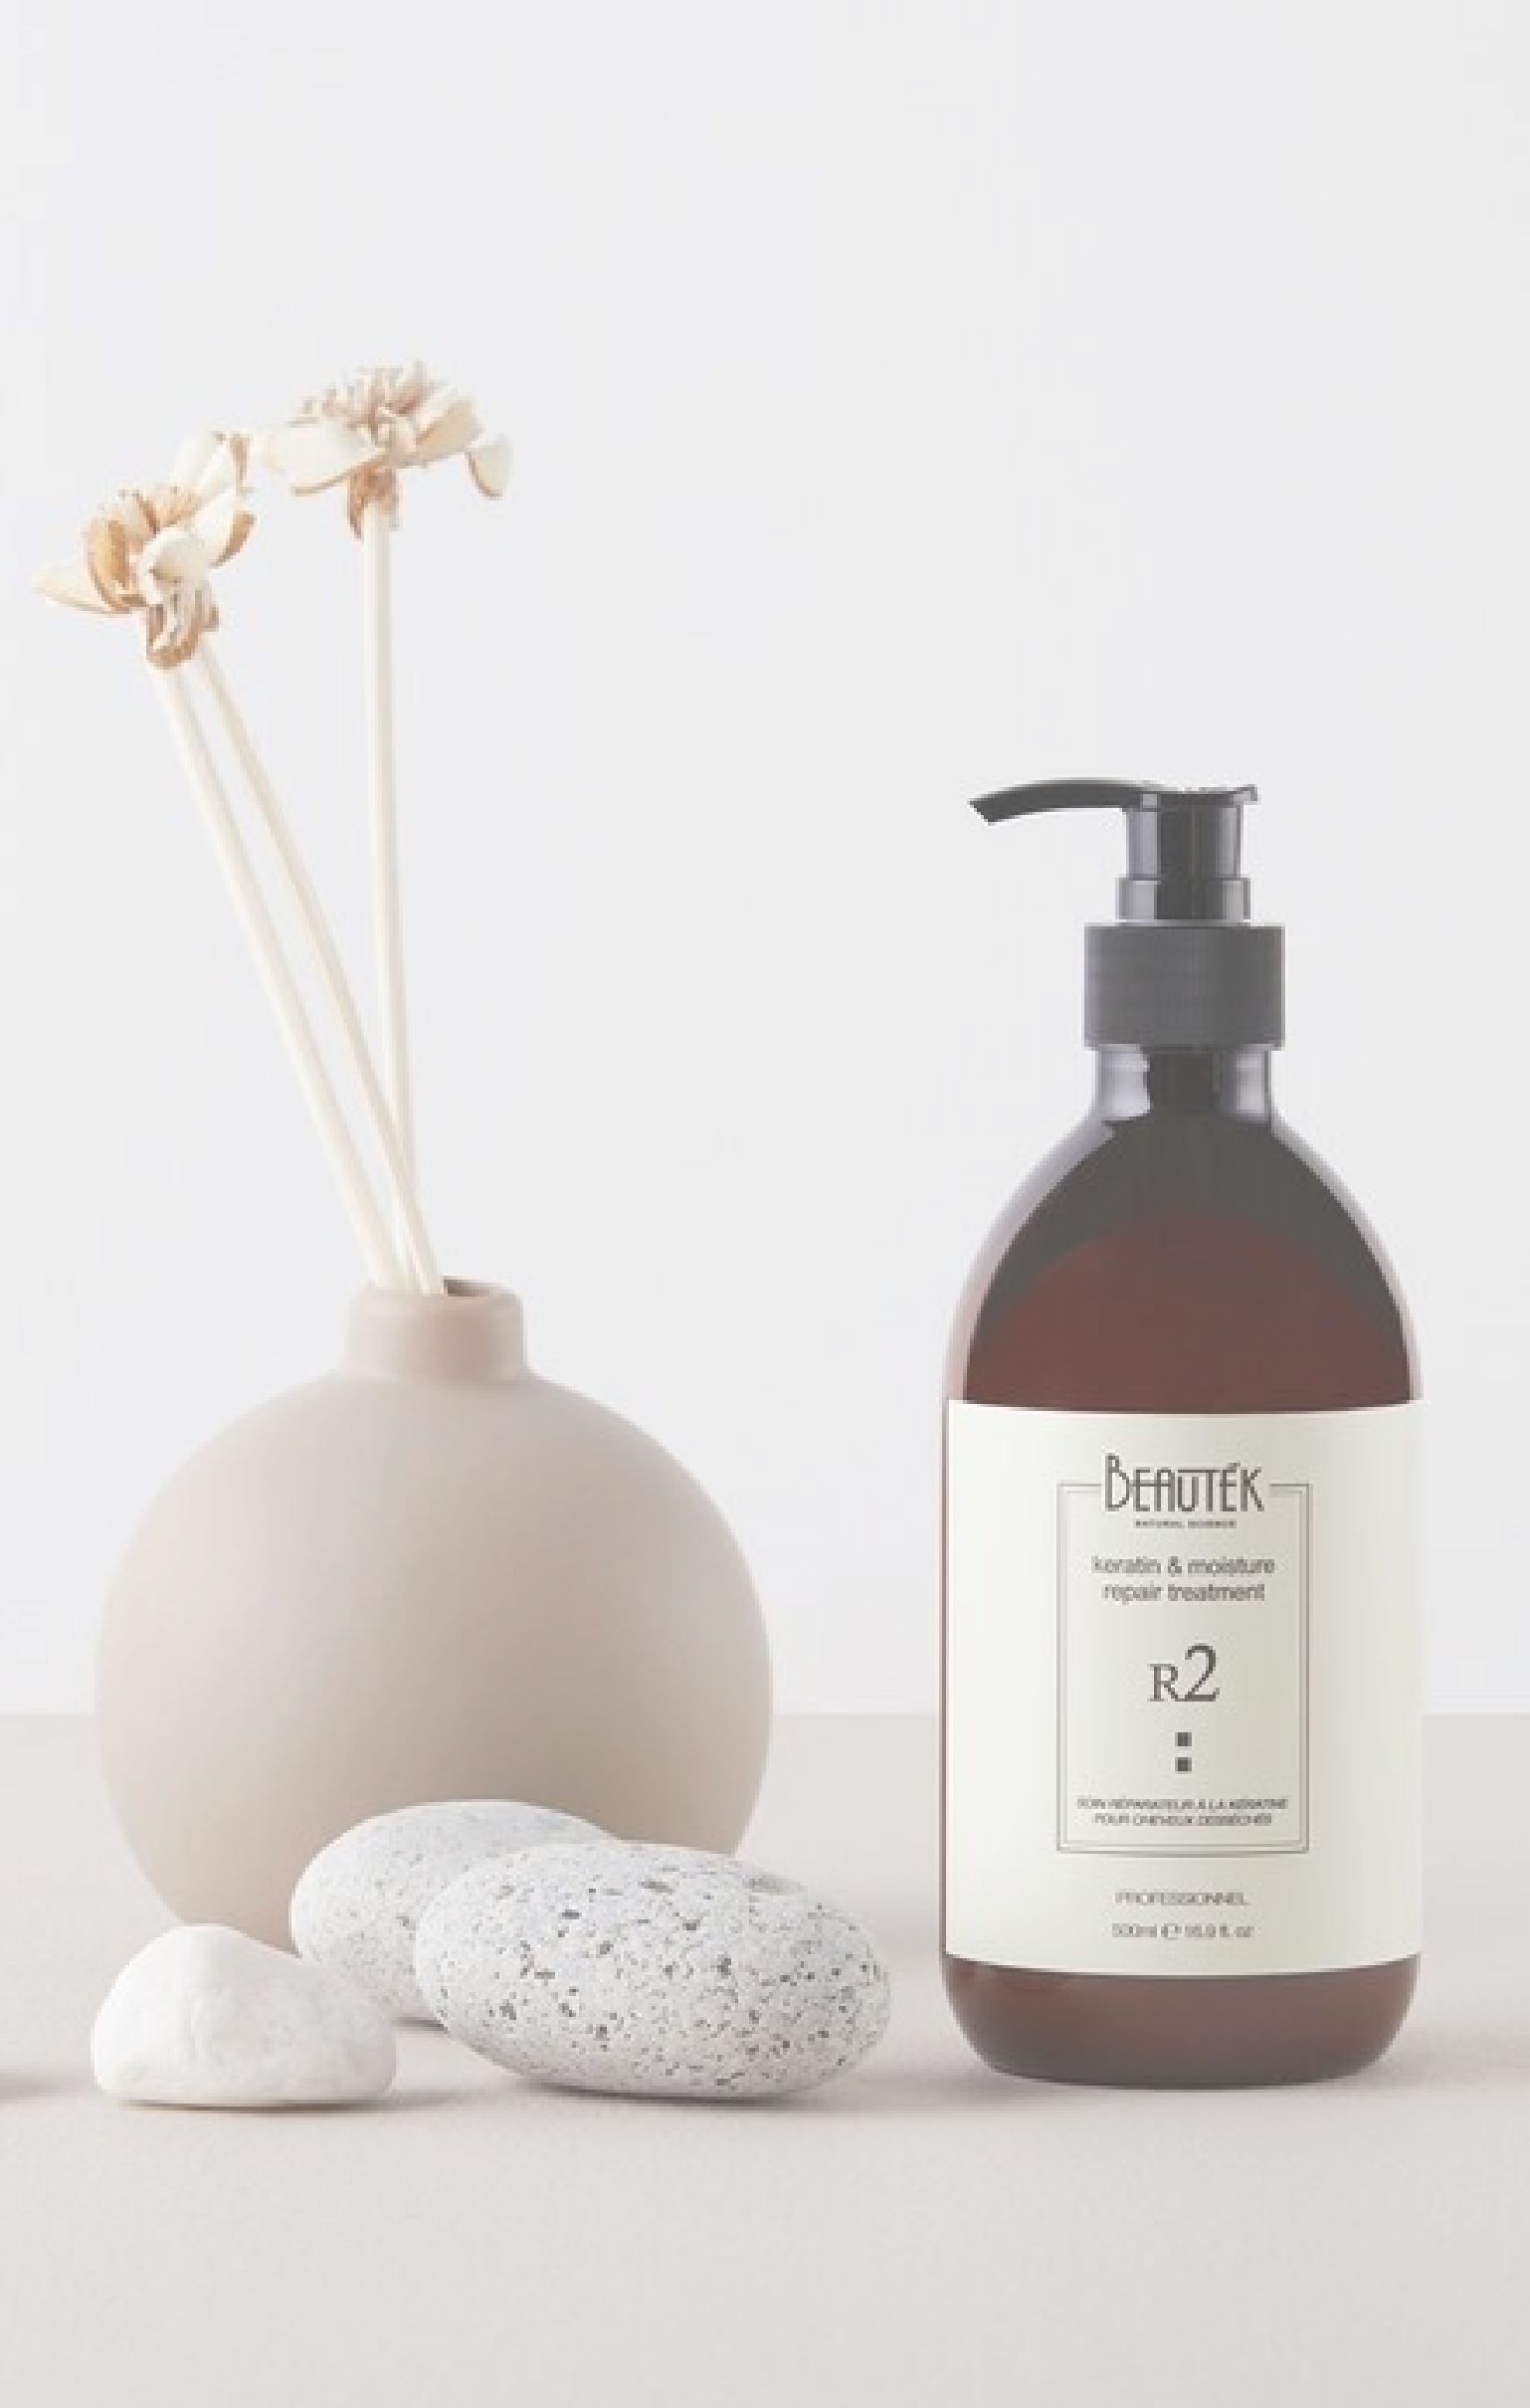 BEAUTÉK
NATURAL SCIENCE
keratin & moisture
repair treatment
R2
SOIN RÉPARATEUR À LA KÉRATINE
POUR CHEVEUX DESSÉCHÉS
PROFESSIONNEL
500ml ℮ 16.9 fl. oz